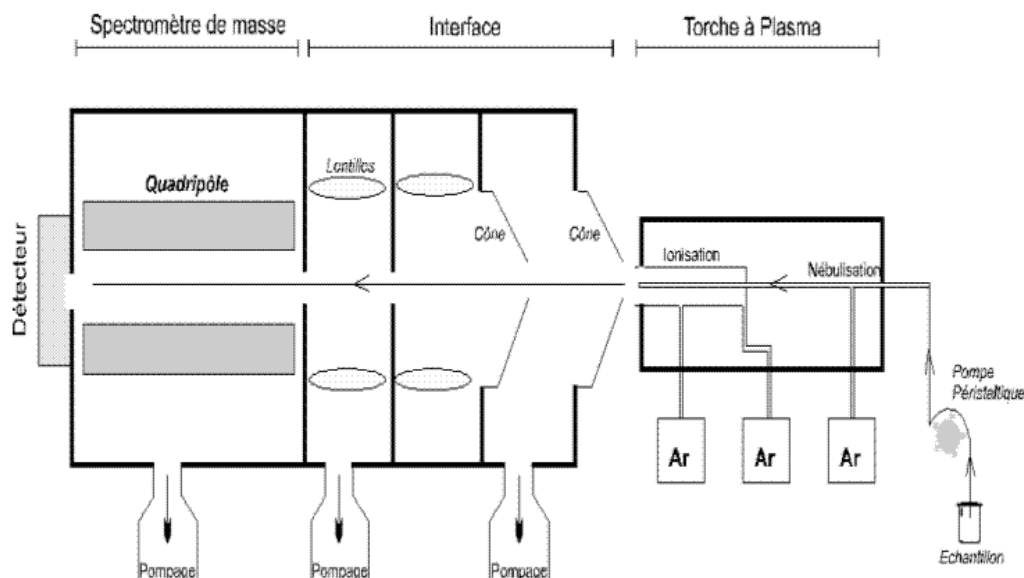 Spectromètre de masse
Interface
Torche à Plasma
Lentilles
Quadripôle
Cône
Cône
Ionisation
Nébulisation
Détecteur
Pompe
Péristaltique
Ar
Ar
Ar
Echantillon
Pompage
Pompage
Pompage